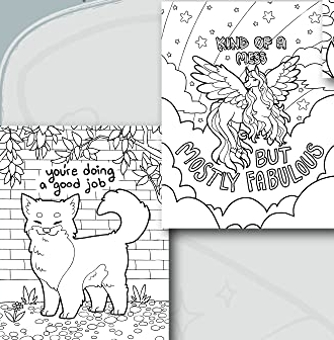 KIND OF A
MESS
BUT
MOSTLY FABULOUS
you're doing
good job